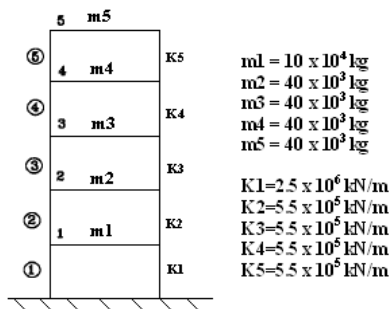 5 m5
⑤ 4 m4 K5
④ 3 m3 K4
③ 2 m2 K3
② 1 m1 K2
① K1
m1 = 10 x 10⁴ kg
m2 = 40 x 10³ kg
m3 = 40 x 10³ kg
m4 = 40 x 10³ kg
m5 = 40 x 10³ kg
K1=2.5 x 10⁶ kN/m
K2=5.5 x 10⁵ kN/m
K3=5.5 x 10⁵ kN/m
K4=5.5 x 10⁵ kN/m
K5=5.5 x 10⁵ kN/m